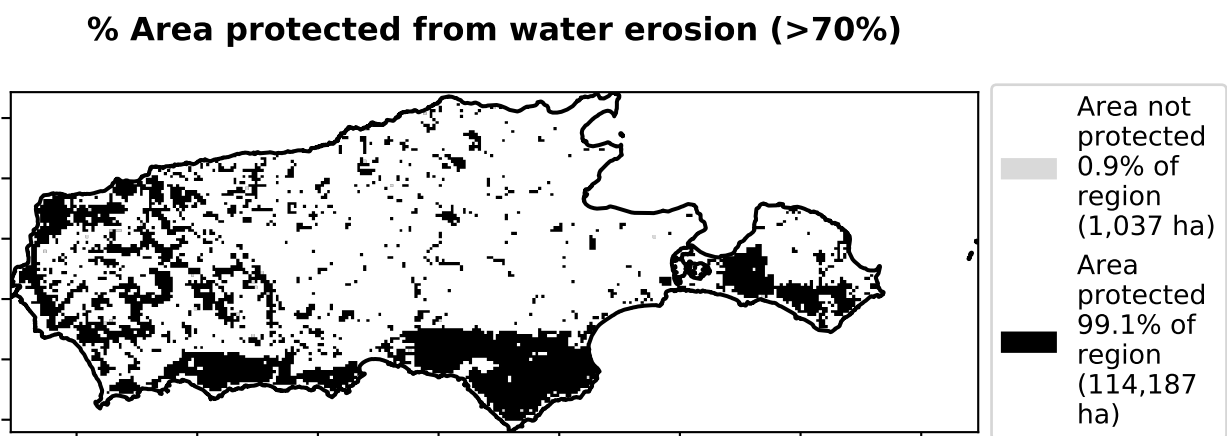 % Area protected from water erosion (>70%)
Area not
protected
0.9% of
region
(1,037 ha)
Area
protected
99.1% of
region
(114,187
ha)